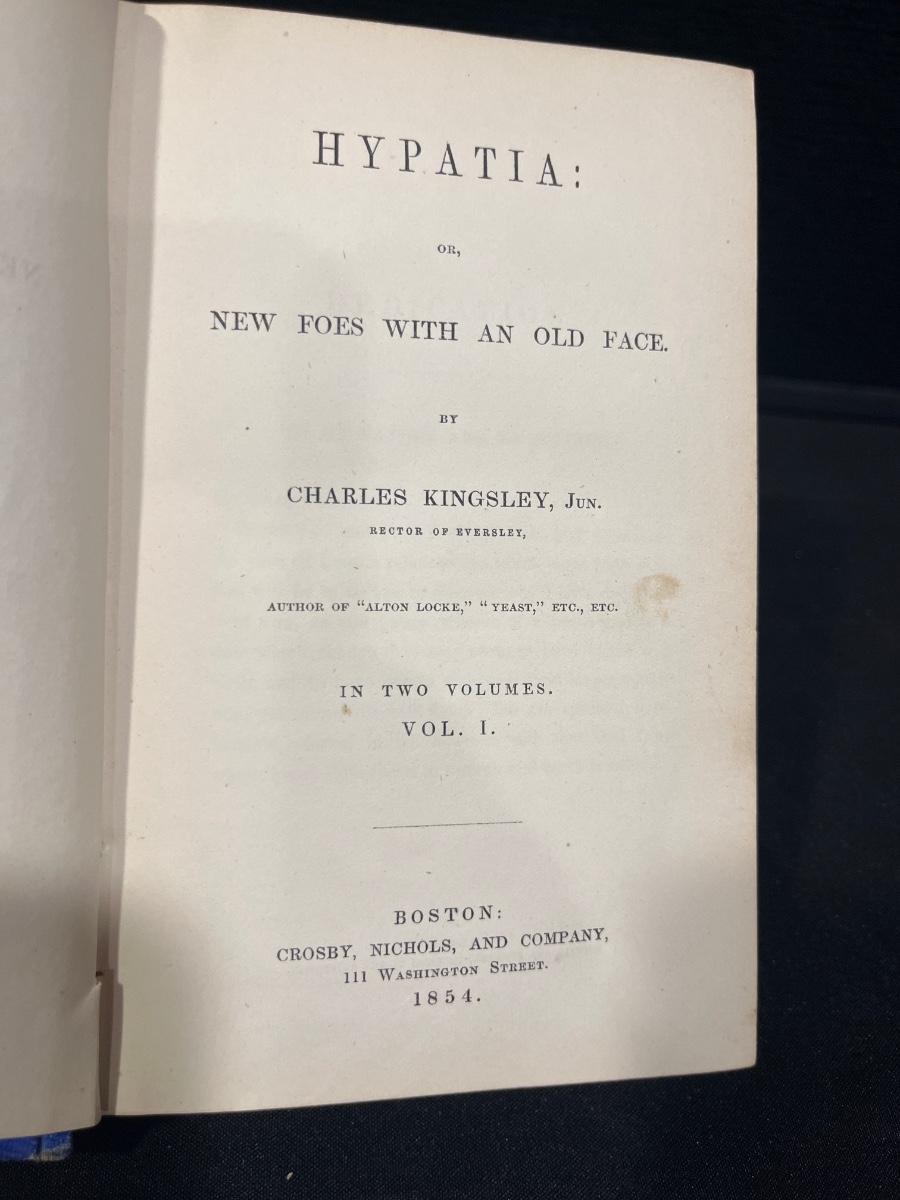 HYPATIA:
OR,
NEW FOES WITH AN OLD FACE.
BY
CHARLES KINGSLEY, JUN.
RECTOR OF EVERSLEY,
AUTHOR OF "ALTON LOCKE," "YEAST," ETC., ETC.
IN TWO VOLUMES.
VOL. I.
BOSTON:
CROSBY, NICHOLS, AND COMPANY,
111 WASHINGTON STREET.
1854.